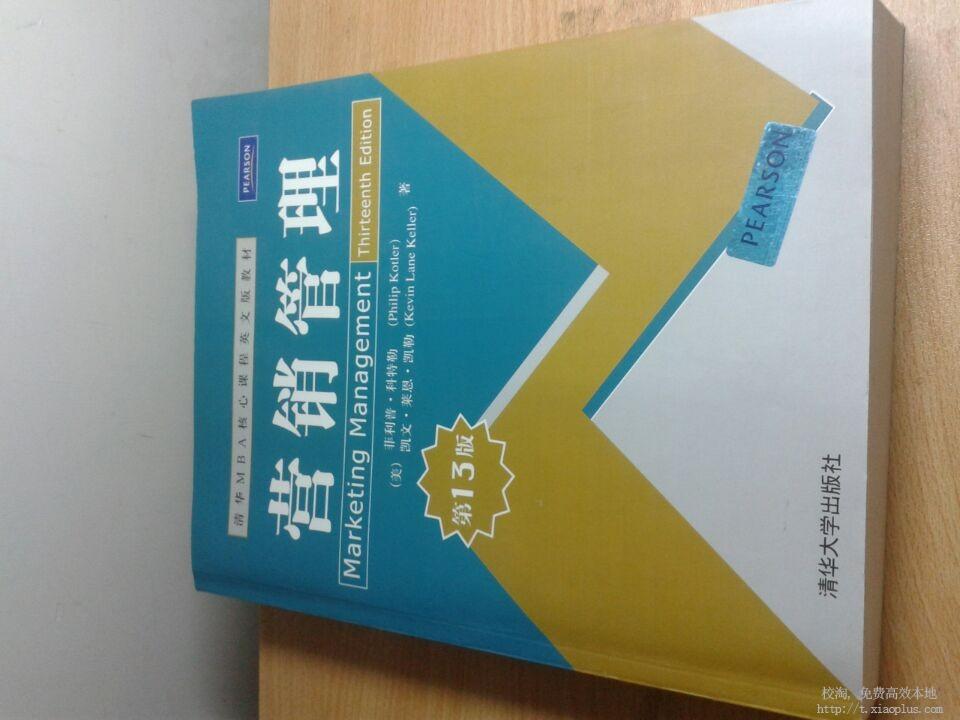 清华MBA核心课程英文版教材
PEARSON
营销管理
Marketing Management Thirteenth Edition
(美) 菲利普·科特勒 (Philip Kotler)
凯文·莱恩·凯勒 (Kevin Lane Keller) 著
第13版
PEARSON
清华大学出版社
校淘,免费高效本地
http://t.xiaoplus.com